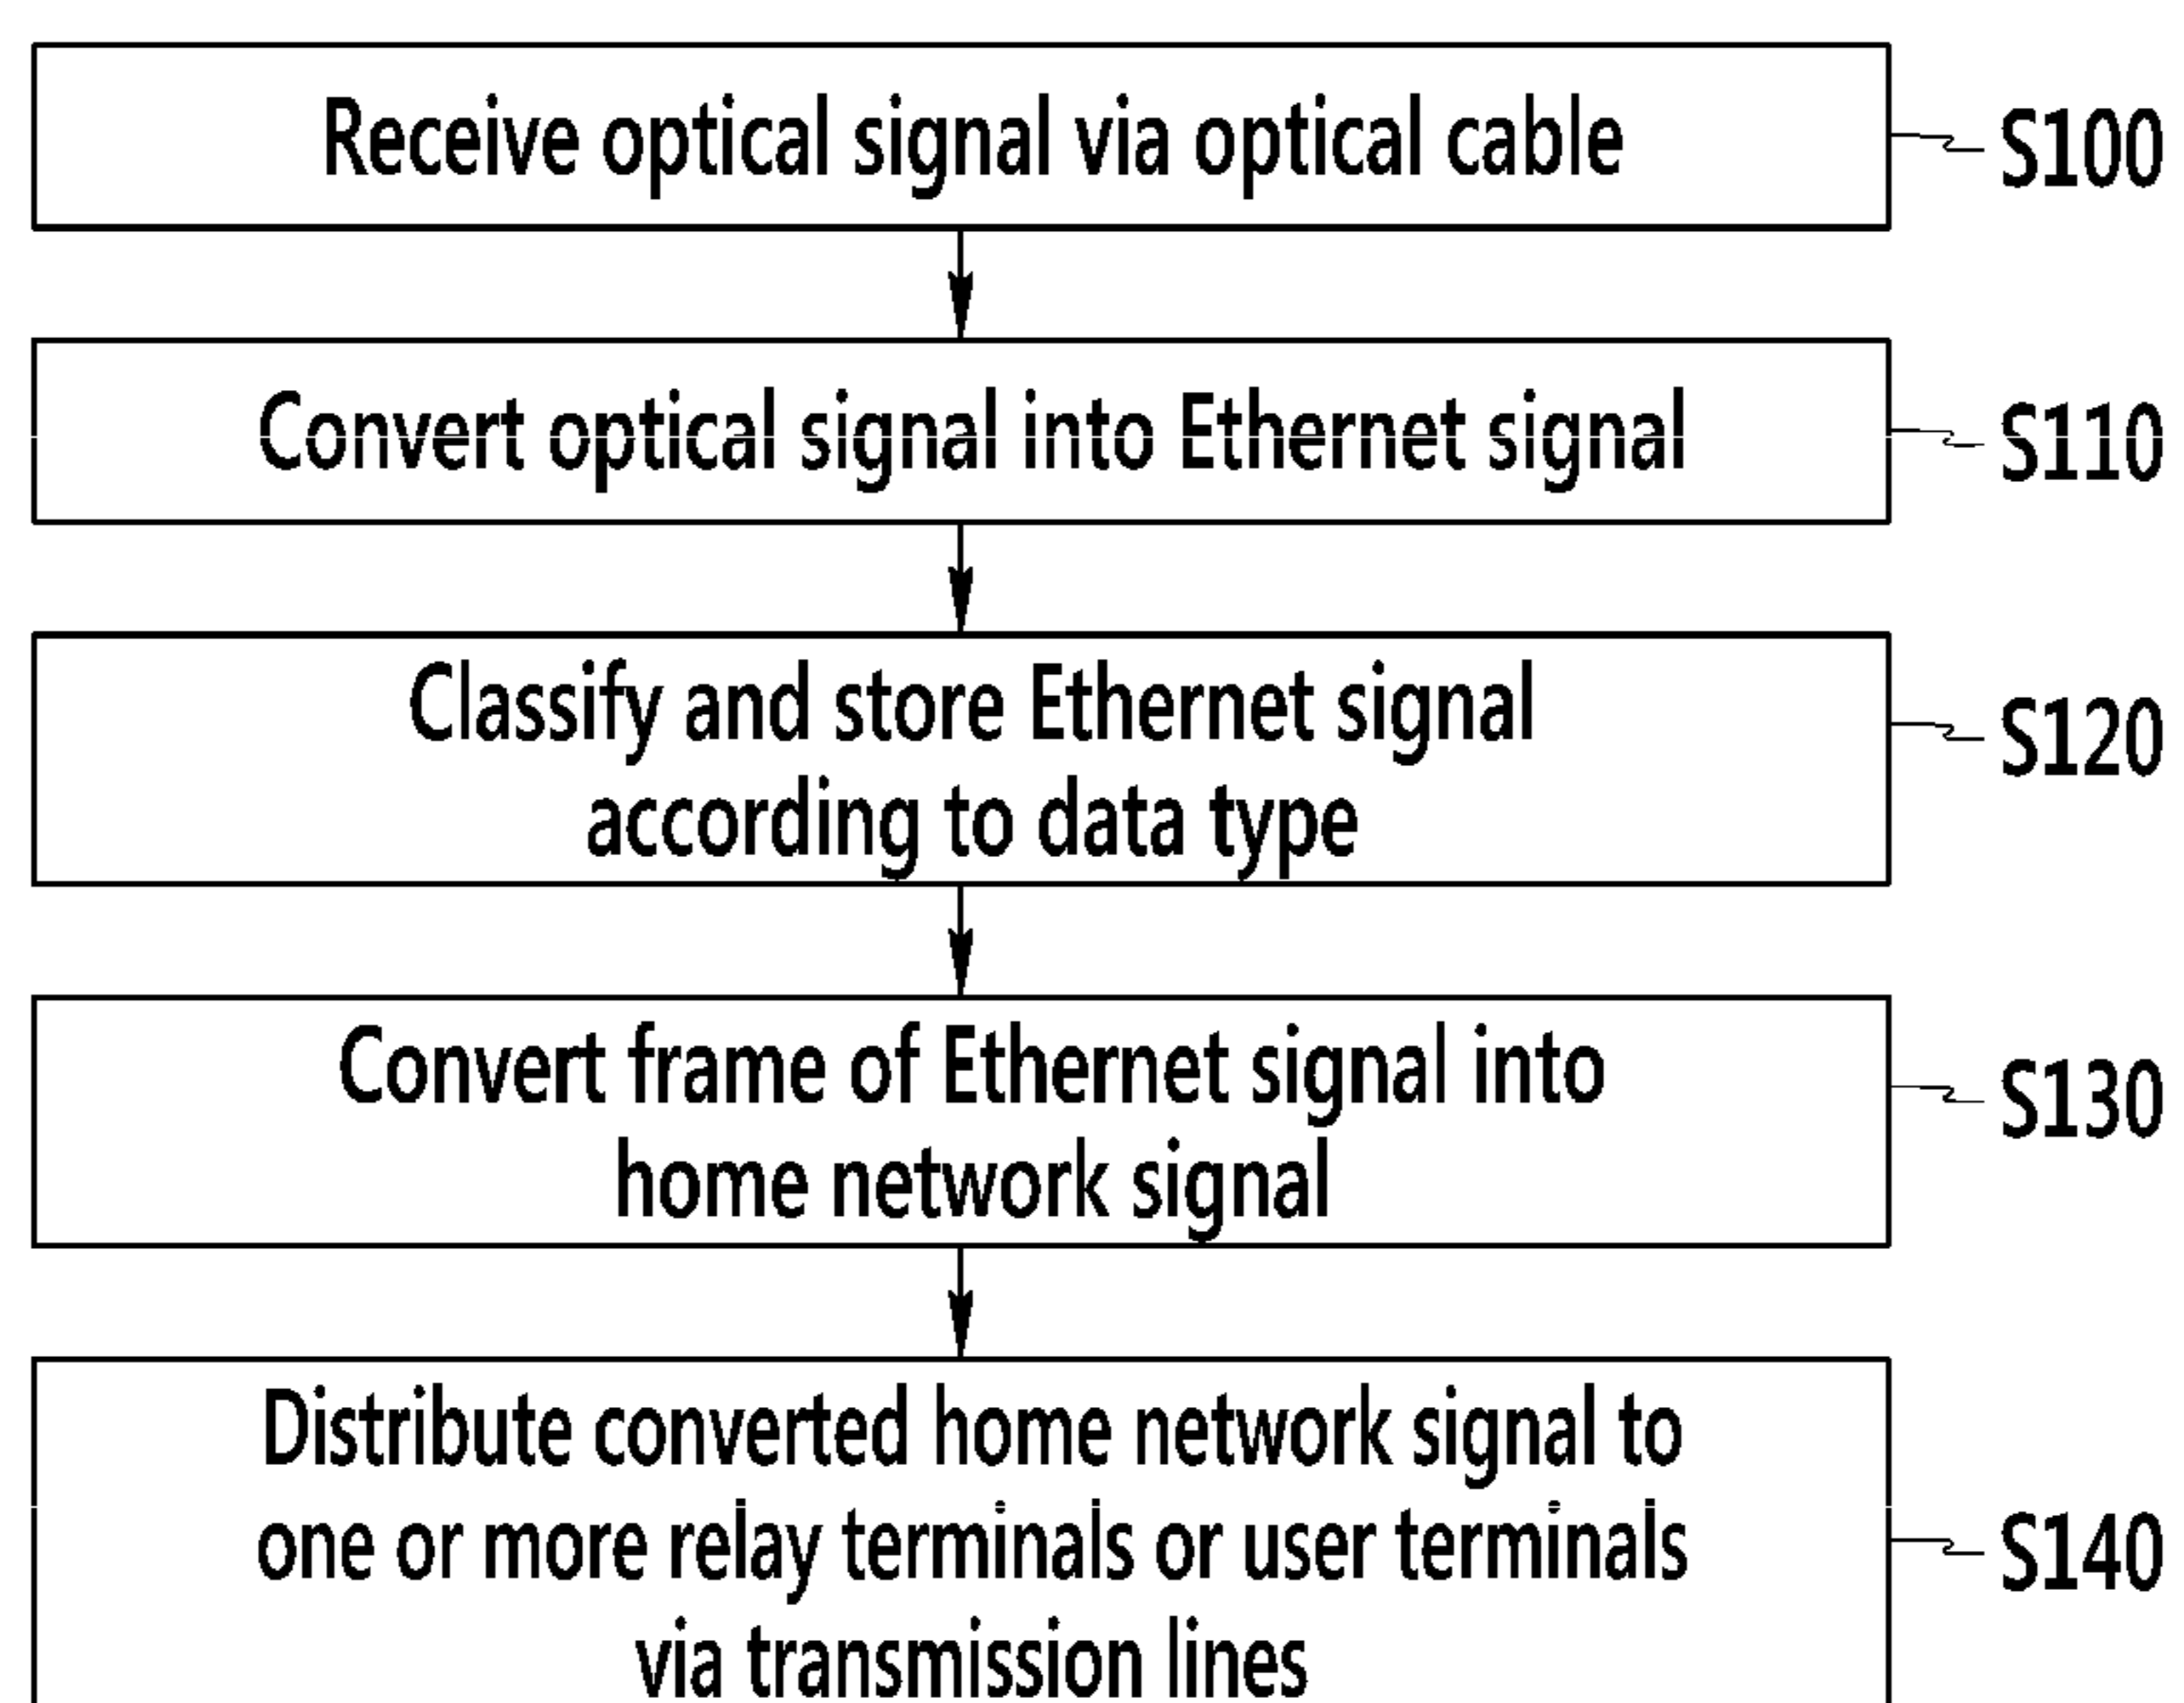 Receive optical signal via optical cable
S100
Convert optical signal into Ethernet signal
S110
Classify and store Ethernet signal
according to data type
S120
Convert frame of Ethernet signal into
home network signal
S130
Distribute converted home network signal to
one or more relay terminals or user terminals
via transmission lines
S140